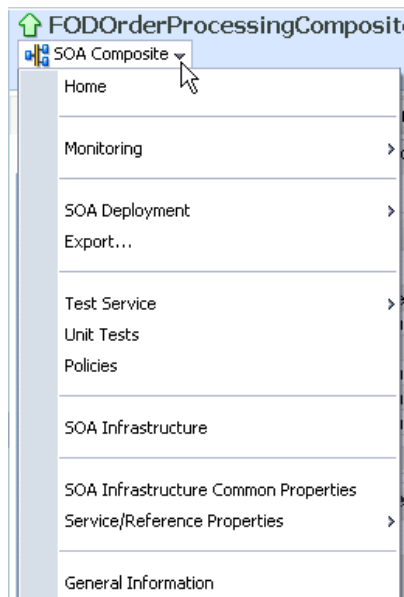 FODOrderProcessingComposit
SOA Composite
Home
Monitoring
SOA Deployment
Export...
Test Service
Unit Tests
Policies
SOA Infrastructure
SOA Infrastructure Common Properties
Service/Reference Properties
General Information